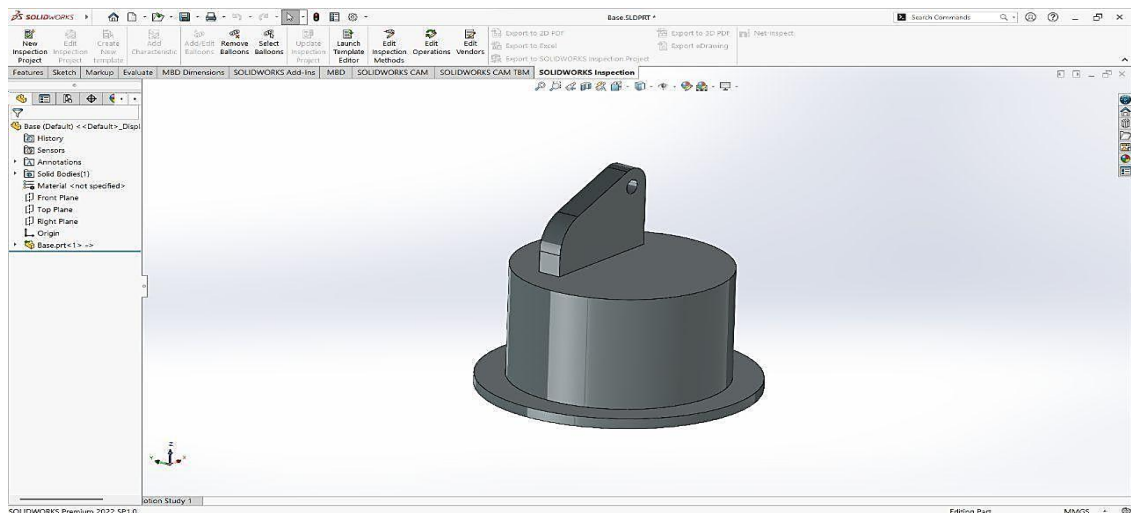 SOLIDWORKS
Base.SLDPRT *
Search Commands
New Inspection Project
Edit Inspection Project
Create New template
Add Characteristic
Add/Edit Balloons
Remove Balloons
Select Balloons
Update Inspection Project
Launch Template Editor
Edit Inspection Methods
Edit Operations
Edit Vendors
Export to 2D PDF
Export to Excel
Export to SOLIDWORKS Inspection Project
Export to 3D PDF
Export eDrawing
Net-Inspect
Features Sketch Markup Evaluate MBD Dimensions SOLIDWORKS Add-Ins MBD SOLIDWORKS CAM SOLIDWORKS CAM TBM SOLIDWORKS Inspection
Base (Default) <<Default>_Displ
History
Sensors
Annotations
Solid Bodies(1)
Material <not specified>
Front Plane
Top Plane
Right Plane
Origin
Base.prt<1> ->
Z
Y
X
otion Study 1
SOLIDWORKS Premium 2022 SP1.0
Editing Part
MMGS